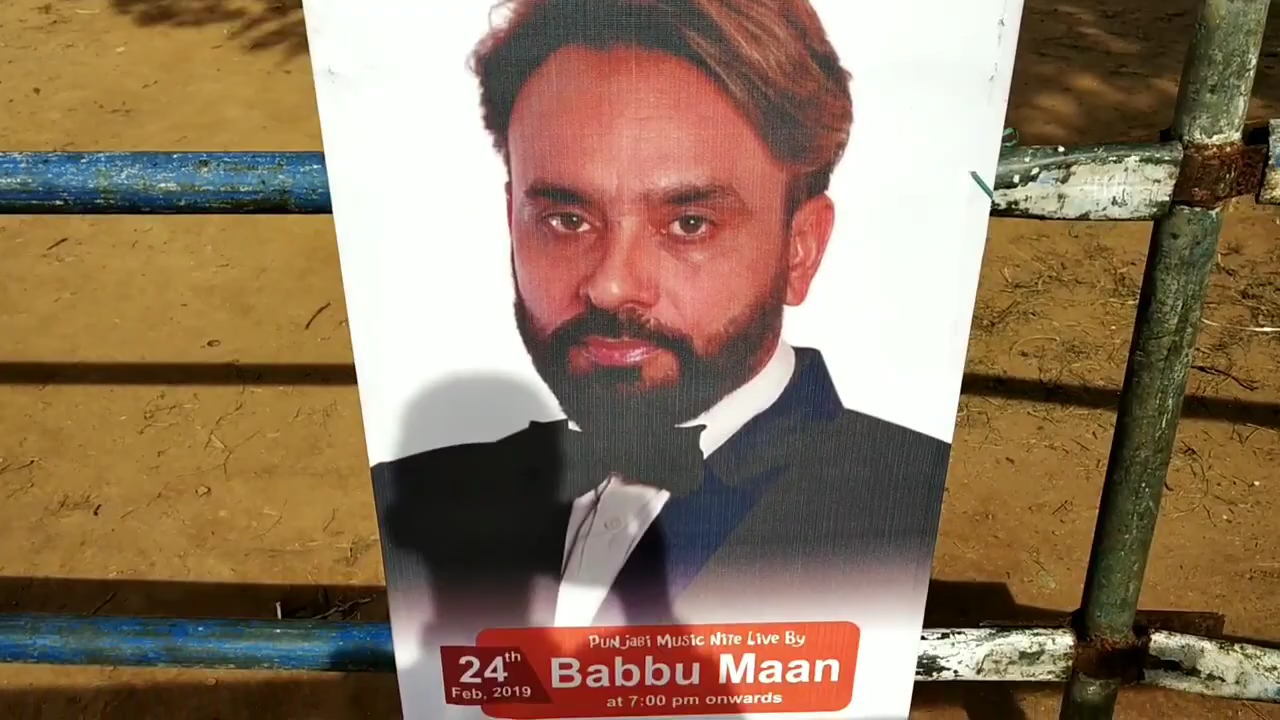 Punjabi Music Nite Live By
24th
Feb, 2019
Babbu Maan
at 7:00 pm onwards